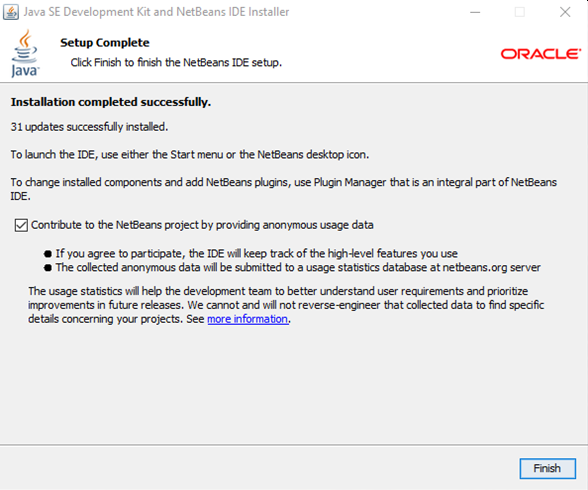 Java SE Development Kit and NetBeans IDE Installer
Setup Complete
Click Finish to finish the NetBeans IDE setup.
Java™
ORACLE®
Installation completed successfully.
31 updates successfully installed.
To launch the IDE, use either the Start menu or the NetBeans desktop icon.
To change installed components and add NetBeans plugins, use Plugin Manager that is an integral part of NetBeans
IDE.
Contribute to the NetBeans project by providing anonymous usage data
If you agree to participate, the IDE will keep track of the high-level features you use
The collected anonymous data will be submitted to a usage statistics database at netbeans.org server
The usage statistics will help the development team to better understand user requirements and prioritize
improvements in future releases. We cannot and will not reverse-engineer that collected data to find specific
details concerning your projects. See more information.
Finish